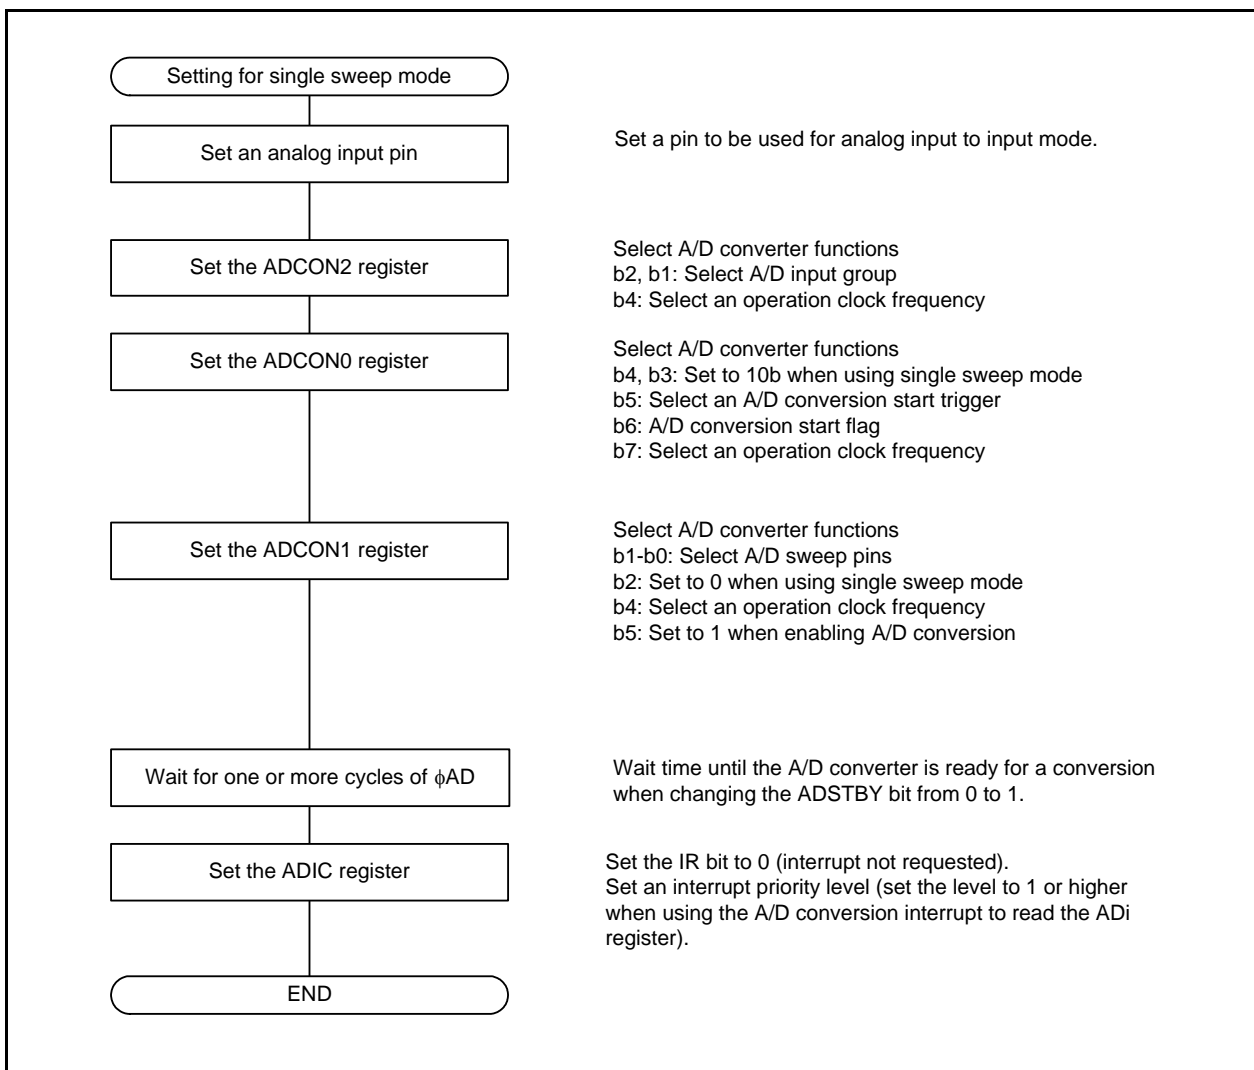 Setting for single sweep mode
Set an analog input pin
Set a pin to be used for analog input to input mode.
Set the ADCON2 register
Select A/D converter functions
b2, b1: Select A/D input group
b4: Select an operation clock frequency
Set the ADCON0 register
Select A/D converter functions
b4, b3: Set to 10b when using single sweep mode
b5: Select an A/D conversion start trigger
b6: A/D conversion start flag
b7: Select an operation clock frequency
Set the ADCON1 register
Select A/D converter functions
b1-b0: Select A/D sweep pins
b2: Set to 0 when using single sweep mode
b4: Select an operation clock frequency
b5: Set to 1 when enabling A/D conversion
Wait for one or more cycles of ϕAD
Wait time until the A/D converter is ready for a conversion
when changing the ADSTBY bit from 0 to 1.
Set the ADIC register
Set the IR bit to 0 (interrupt not requested).
Set an interrupt priority level (set the level to 1 or higher
when using the A/D conversion interrupt to read the ADi
register).
END